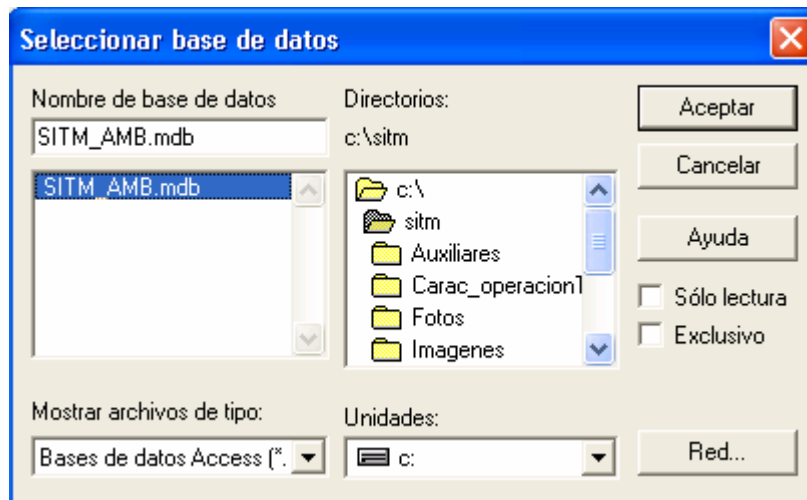 Seleccionar base de datos
Nombre de base de datos
SITM_AMB.mdb
SITM_AMB.mdb
Directorios:
c:\sitm
c:\
sitm
Auxiliares
Carac_operacion1
Fotos
Imagenes
Aceptar
Cancelar
Ayuda
Sólo lectura
Exclusivo
Mostrar archivos de tipo:
Bases de datos Access (*.
Unidades:
c:
Red...